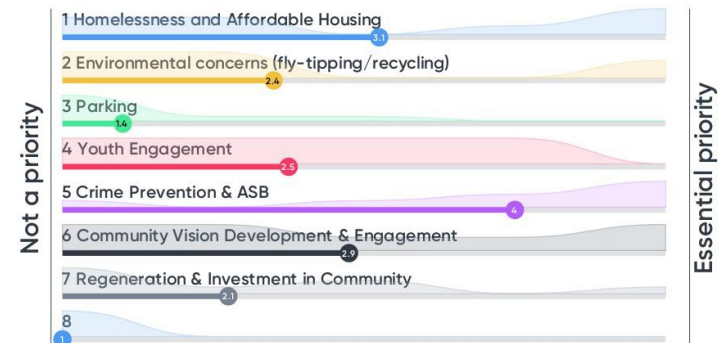 Not a priority
1 Homelessness and Affordable Housing
3.1
2 Environmental concerns (fly-tipping/recycling)
2.4
3 Parking
1.4
4 Youth Engagement
2.5
5 Crime Prevention & ASB
4
6 Community Vision Development & Engagement
2.9
7 Regeneration & Investment in Community
2.1
8
1
Essential priority